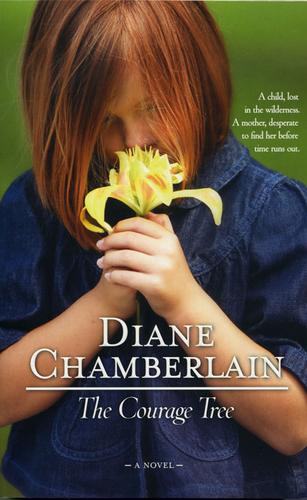 A child, lost
in the wilderness.
A mother, desperate
to find her before
time runs out.
DIANE
CHAMBERLAIN
The Courage Tree
– A NOVEL –